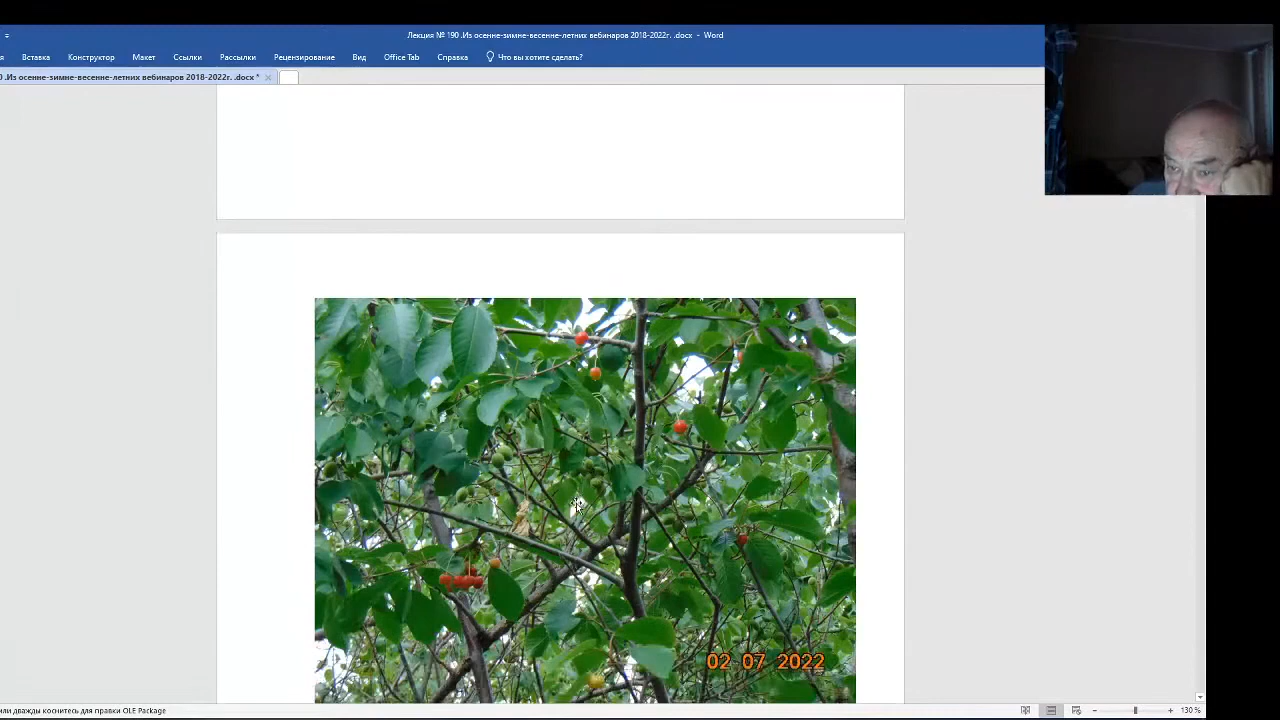 Лекция № 190 .Из осенне-зимне-весенне-летних вебинаров 2018-2022г. .docx - Word
я Вставка Конструктор Макет Ссылки Рассылки Рецензирование Вид Office Tab Справка Что вы хотите сделать?
0 .Из осенне-зимне-весенне-летних вебинаров 2018-2022г. .docx *
02 07 2022
или дважды коснитесь для правки OLE Package
130 %